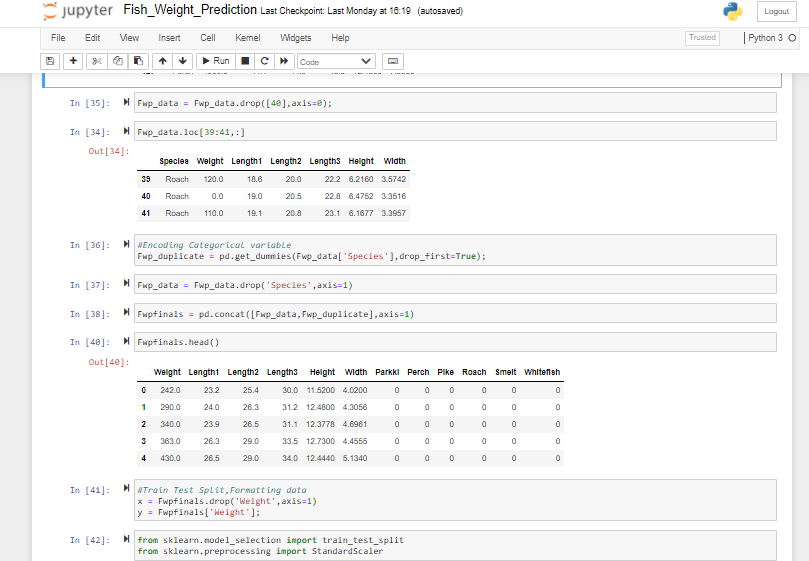 jupyter Fish_Weight_Prediction Last Checkpoint: Last Monday at 16:19 (autosaved)
Logout
File Edit View Insert Cell Kernel Widgets Help
Trusted
Python 3
Run
Code
In [35]: Fwp_data = Fwp_data.drop([40],axis=0);
In [34]: Fwp_data.loc[39:41,:]
Out[34]:
Species Weight Length1 Length2 Length3 Height Width
39 Roach 120.0 18.6 20.0 22.2 6.2160 3.5742
40 Roach 0.0 19.0 20.5 22.8 6.4752 3.3516
41 Roach 110.0 19.1 20.8 23.1 6.1677 3.3957
In [36]: #Encoding Categorical variable
Fwp_duplicate = pd.get_dummies(Fwp_data['Species'],drop_first=True);
In [37]: Fwp_data = Fwp_data.drop('Species',axis=1)
In [38]: Fwpfinals = pd.concat([Fwp_data,Fwp_duplicate],axis=1)
In [40]: Fwpfinals.head()
Out[40]:
Weight Length1 Length2 Length3 Height Width Parkki Perch Pike Roach Smelt Whitefish
0 242.0 23.2 25.4 30.0 11.5200 4.0200 0 0 0 0 0 0
1 290.0 24.0 26.3 31.2 12.4800 4.3056 0 0 0 0 0 0
2 340.0 23.9 26.5 31.1 12.3778 4.6961 0 0 0 0 0 0
3 363.0 26.3 29.0 33.5 12.7300 4.4555 0 0 0 0 0 0
4 430.0 26.5 29.0 34.0 12.4440 5.1340 0 0 0 0 0 0
In [41]: #Train Test Split,Formatting data
x = Fwpfinals.drop('Weight',axis=1)
y = Fwpfinals['Weight'];
In [42]: from sklearn.model_selection import train_test_split
from sklearn.preprocessing import StandardScaler